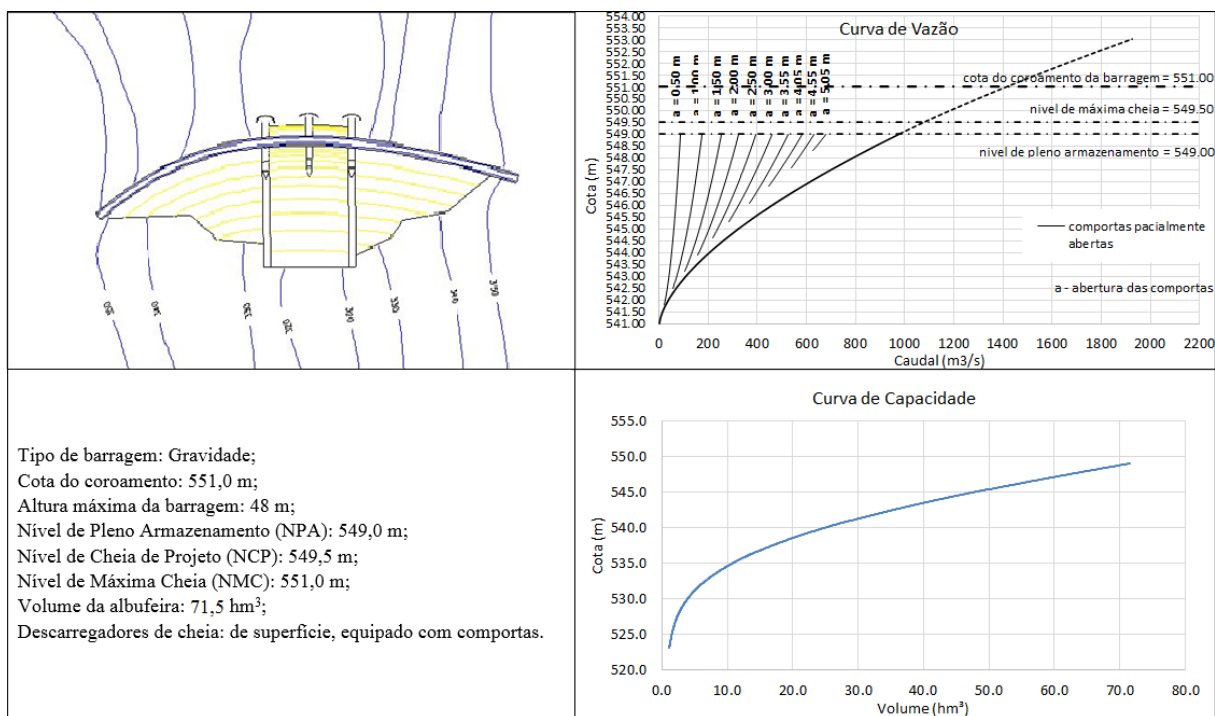 Curva de Vazão
554.00
553.50
553.00
552.50
552.00
551.50
551.00
550.50
550.00
549.50
549.00
548.50
548.00
547.50
547.00
546.50
546.00
545.50
545.00
544.50
544.00
543.50
543.00
542.50
542.00
541.50
541.00
Cota (m)
a = 0.50 m
a = 1.00 m
a = 1.50 m
a = 2.00 m
a = 2.50 m
a = 3.00 m
a = 3.55 m
a = 4.05 m
a = 4.55 m
a = 5.05 m
cota do coroamento da barragem = 551.00
nivel de máxima cheia = 549.50
nivel de pleno armazenamento = 549.00
comportas pacialmente
abertas
a - abertura das comportas
0 200 400 600 800 1000 1200 1400 1600 1800 2000 2200
Caudal (m3/s)
350
340
330
350
340
Tipo de barragem: Gravidade;
Cota do coroamento: 551,0 m;
Altura máxima da barragem: 48 m;
Nível de Pleno Armazenamento (NPA): 549,0 m;
Nível de Cheia de Projeto (NCP): 549,5 m;
Nível de Máxima Cheia (NMC): 551,0 m;
Volume da albufeira: 71,5 hm³;
Descarregadores de cheia: de superfície, equipado com comportas.
Curva de Capacidade
555.0
550.0
545.0
540.0
535.0
530.0
525.0
520.0
Cota (m)
0.0 10.0 20.0 30.0 40.0 50.0 60.0 70.0 80.0
Volume (hm³)